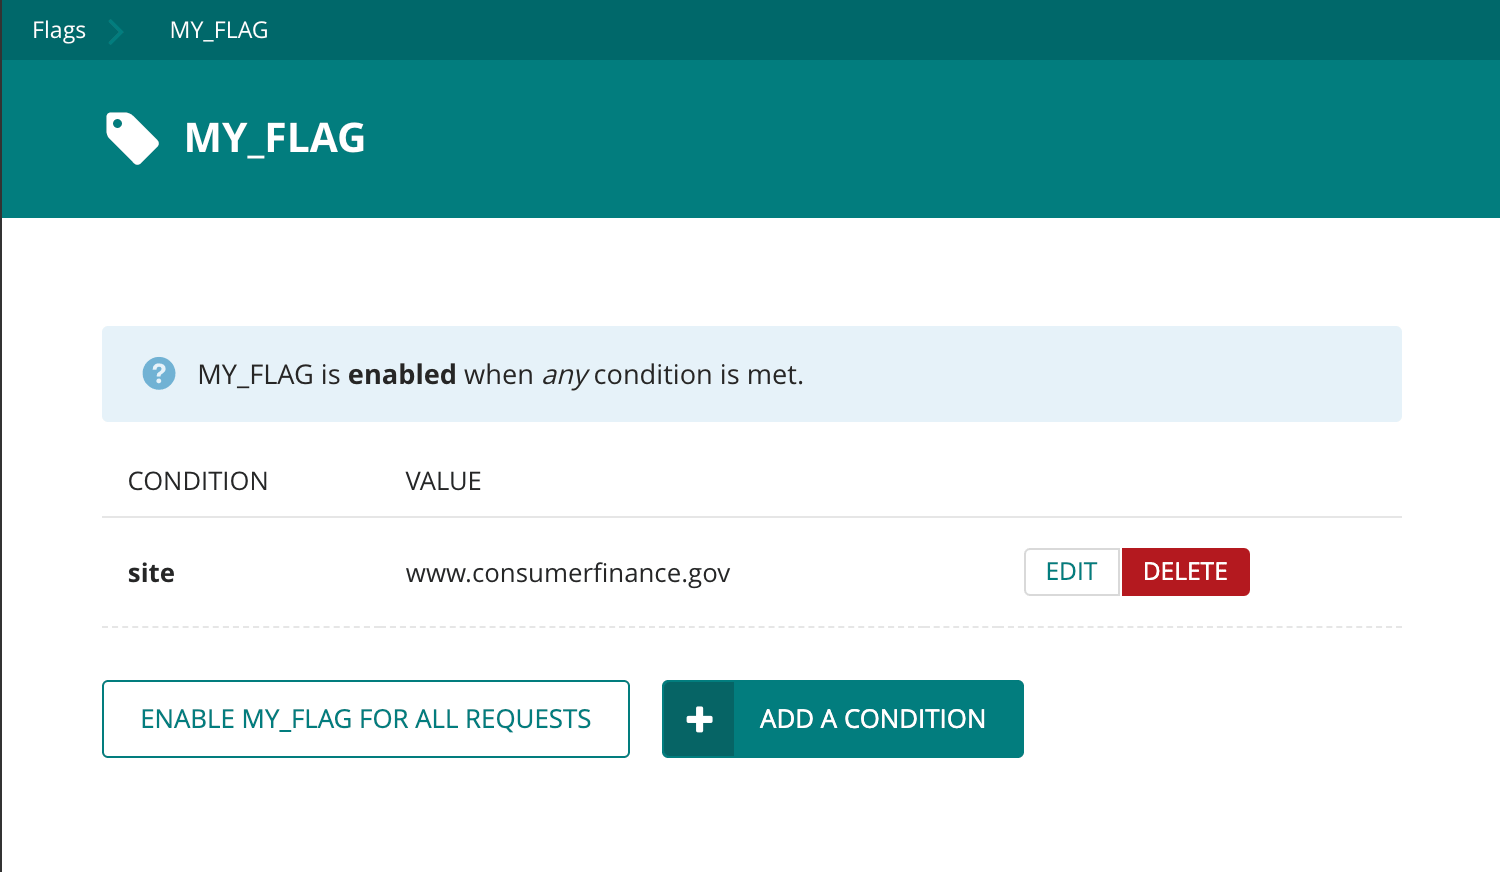 Flags MY_FLAG
MY_FLAG
? MY_FLAG is enabled when any condition is met.
CONDITION VALUE
site www.consumerfinance.gov EDIT DELETE
ENABLE MY_FLAG FOR ALL REQUESTS + ADD A CONDITION